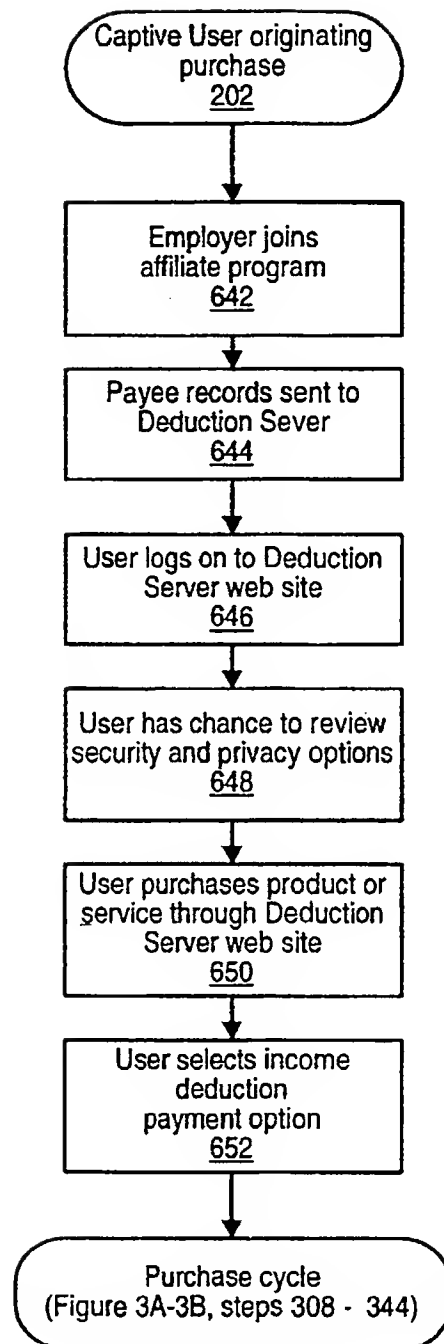 Captive User originating
purchase
202
Employer joins
affiliate program
642
Payee records sent to
Deduction Sever
644
User logs on to Deduction
Server web site
646
User has chance to review
security and privacy options
648
User purchases product or
service through Deduction
Server web site
650
User selects income
deduction
payment option
652
Purchase cycle
(Figure 3A-3B, steps 308 - 344)